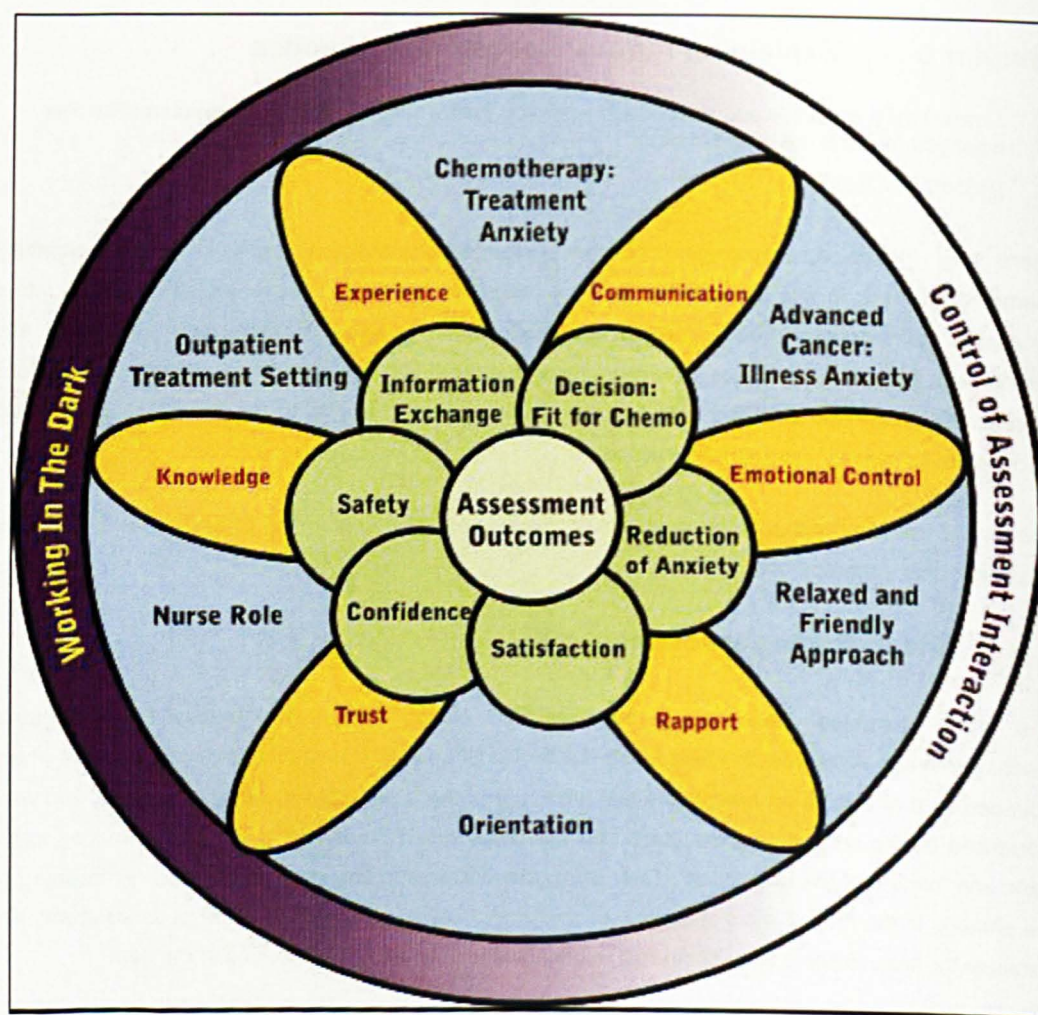 Chemotherapy:
Treatment
Anxiety
Experience
Communication
Advanced
Cancer:
Illness Anxiety
Outpatient
Treatment Setting
Information
Exchange
Decision:
Fit for Chemo
Knowledge
Safety
Assessment
Outcomes
Emotional Control
Reduction
of Anxiety
Nurse Role
Confidence
Satisfaction
Relaxed and
Friendly
Approach
Trust
Rapport
Orientation
Working In The Dark
Control of Assessment Interaction